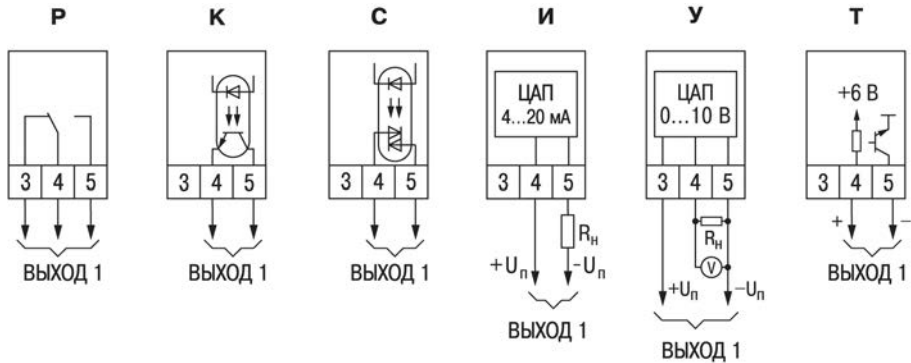 Р К С И У Т
ЦАП
4...20 мА
ЦАП
0...10 В
+6 В
3 4 5
3 4 5
3 4 5
3 4 5
3 4 5
3 4 5
Rн
Rн
V
+ −
+Uп −Uп
+Uп −Uп
ВЫХОД 1
ВЫХОД 1
ВЫХОД 1
ВЫХОД 1
ВЫХОД 1
ВЫХОД 1